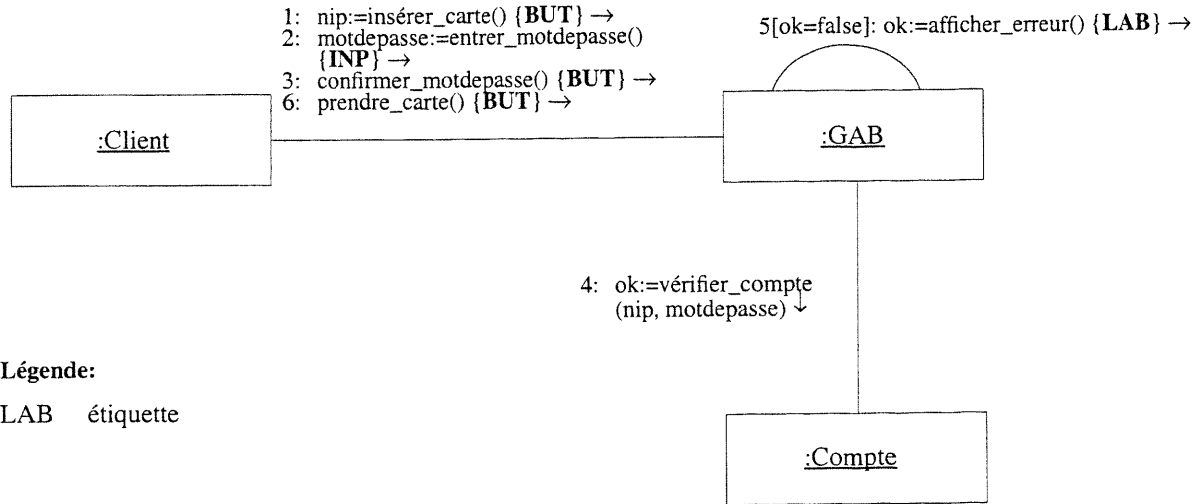 1: nip:=insérer_carte() {BUT} →
2: motdepasse:=entrer_motdepasse()
{INP} →
3: confirmer_motdepasse() {BUT} →
6: prendre_carte() {BUT} →
5[ok=false]: ok:=afficher_erreur() {LAB} →
:Client
:GAB
4: ok:=vérifier_compte
(nip, motdepasse) ↓
Légende:
LAB étiquette
:Compte